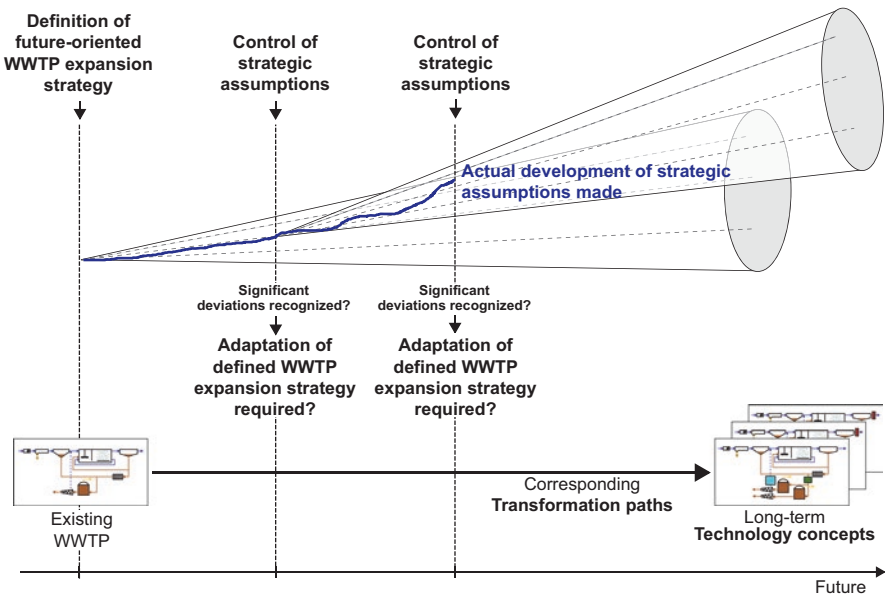 Definition of
future-oriented
WWTP expansion
strategy
Control of
strategic
assumptions
Control of
strategic
assumptions
Actual development of strategic
assumptions made
Significant
deviations recognized?
Adaptation of
defined WWTP
expansion strategy
required?
Significant
deviations recognized?
Adaptation of
defined WWTP
expansion strategy
required?
Existing
WWTP
Corresponding
Transformation paths
Long-term
Technology concepts
Future